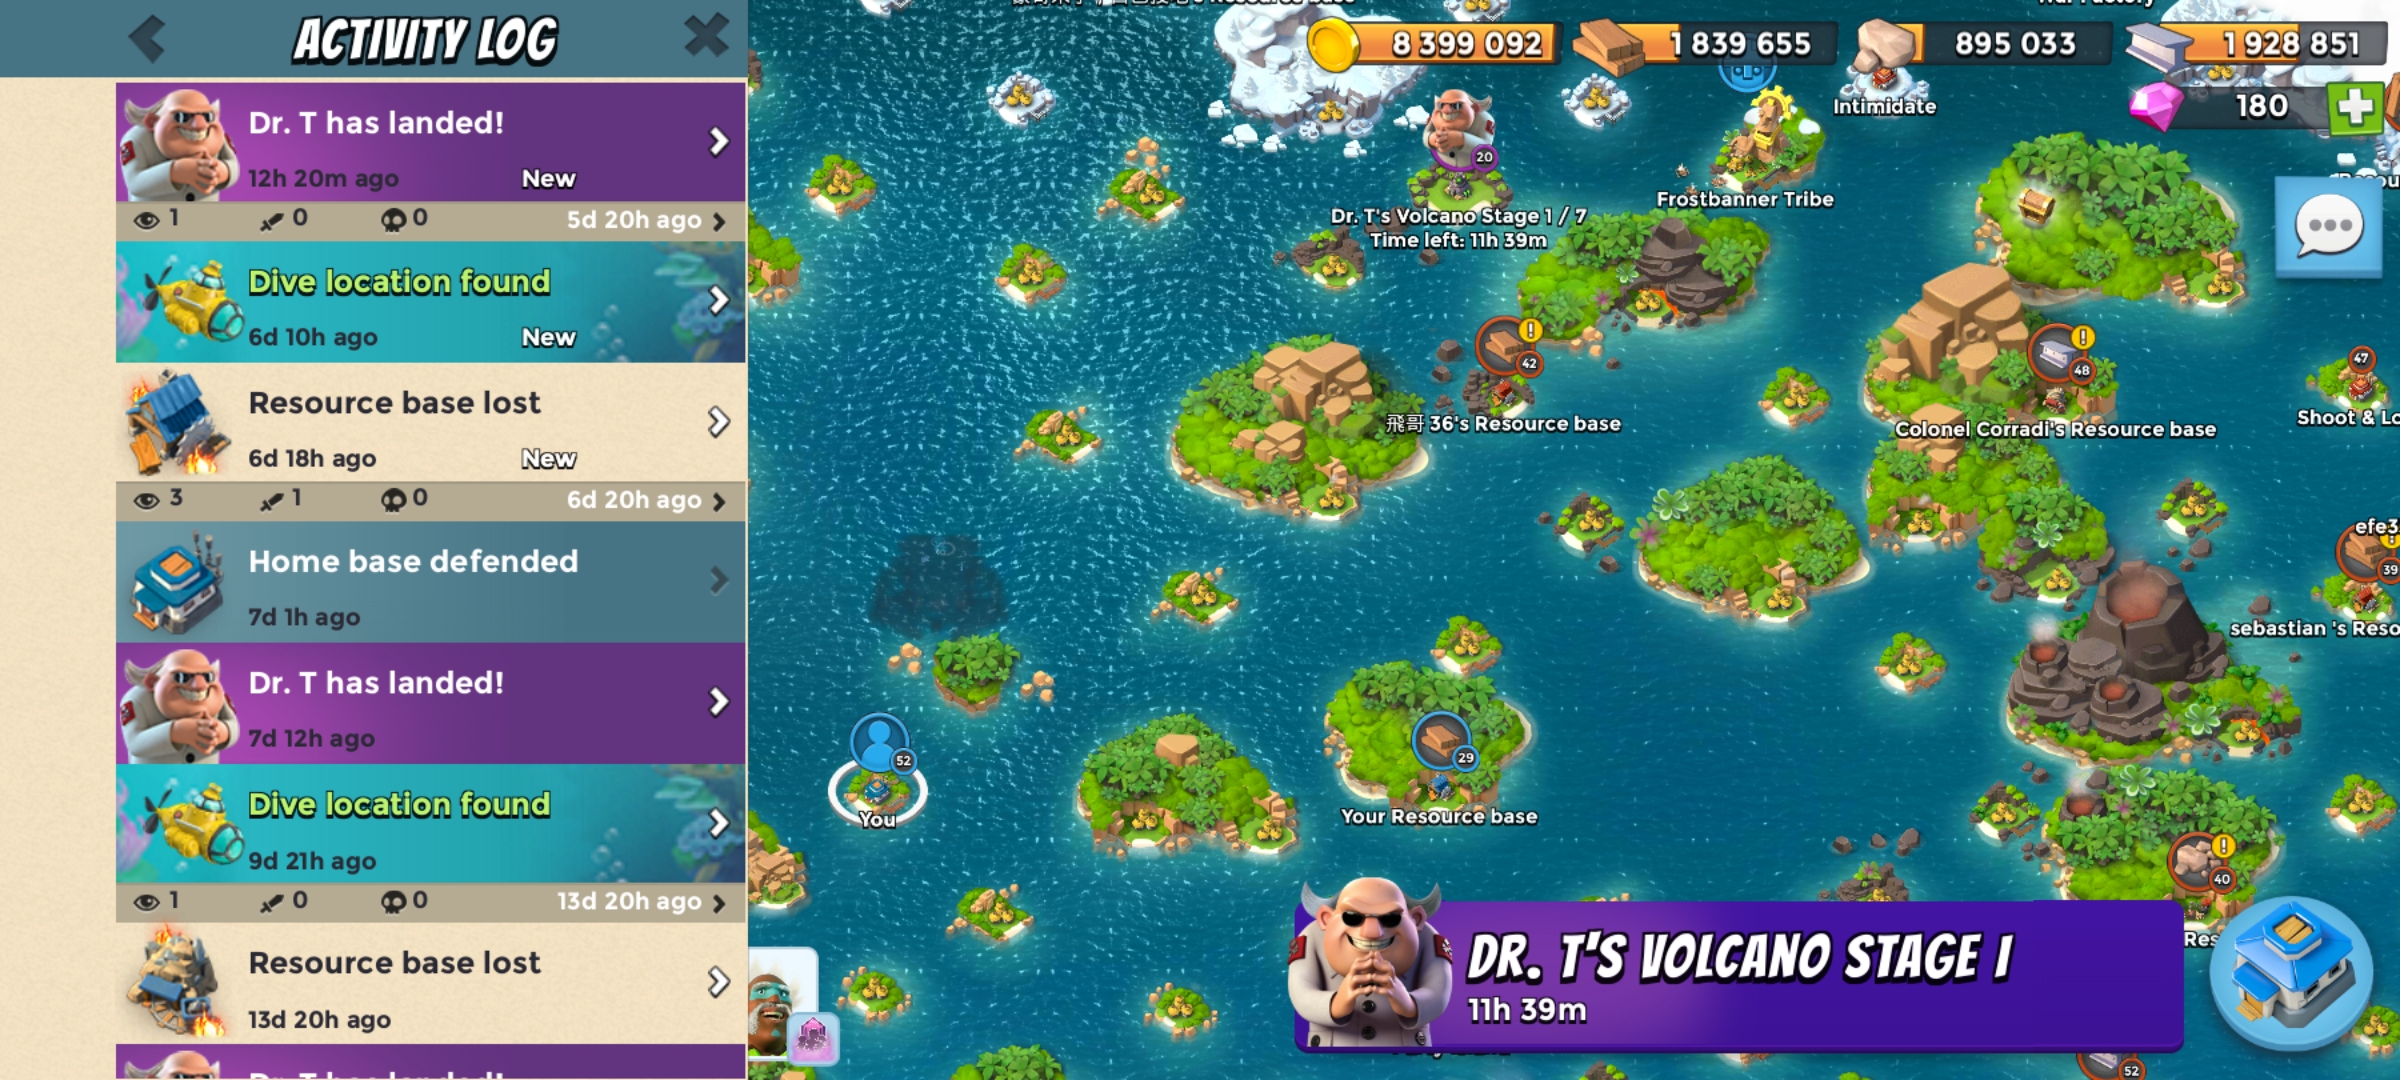 ACTIVITY LOG
Dr. T has landed!
12h 20m ago
New
1
0
0
5d 20h ago
Dive location found
6d 10h ago
New
Resource base lost
6d 18h ago
New
3
1
0
6d 20h ago
Home base defended
7d 1h ago
Dr. T has landed!
7d 12h ago
Dive location found
9d 21h ago
1
0
0
13d 20h ago
Resource base lost
13d 20h ago
8 399 092
1 839 655
895 033
1 928 851
180
Intimidate
20
Frostbanner Tribe
Dr. T's Volcano Stage 1 / 7
Time left: 11h 39m
!
42
飛哥 36's Resource base
!
48
Colonel Corradi's Resource base
47
Shoot & Lo
efe3
39
sebastian 's Reso
52
You
29
Your Resource base
!
40
Res
DR. T'S VOLCANO STAGE 1
11h 39m
52